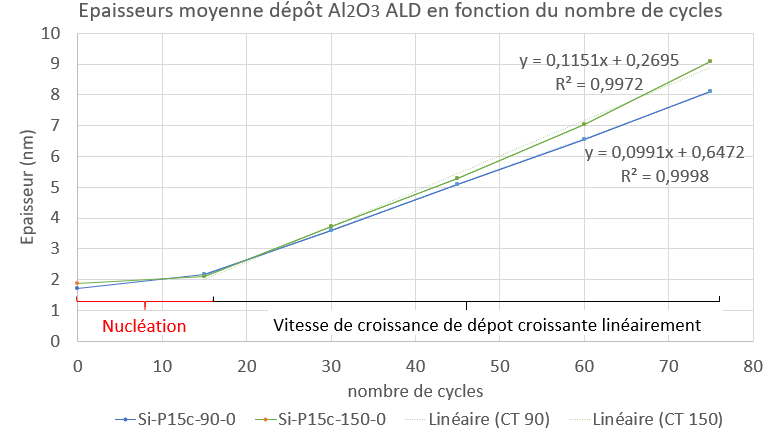 Epaisseurs moyenne dépôt Al2O3 ALD en fonction du nombre de cycles
10
9
8
7
6
5
4
3
2
1
0
Epaisseur (nm)
y = 0,1151x + 0,2695
R² = 0,9972
y = 0,0991x + 0,6472
R² = 0,9998
Nucléation
Vitesse de croissance de dépot croissante linéairement
0 10 20 30 40 50 60 70 80
nombre de cycles
Si-P15c-90-0 Si-P15c-150-0 Linéaire (CT 90) Linéaire (CT 150)